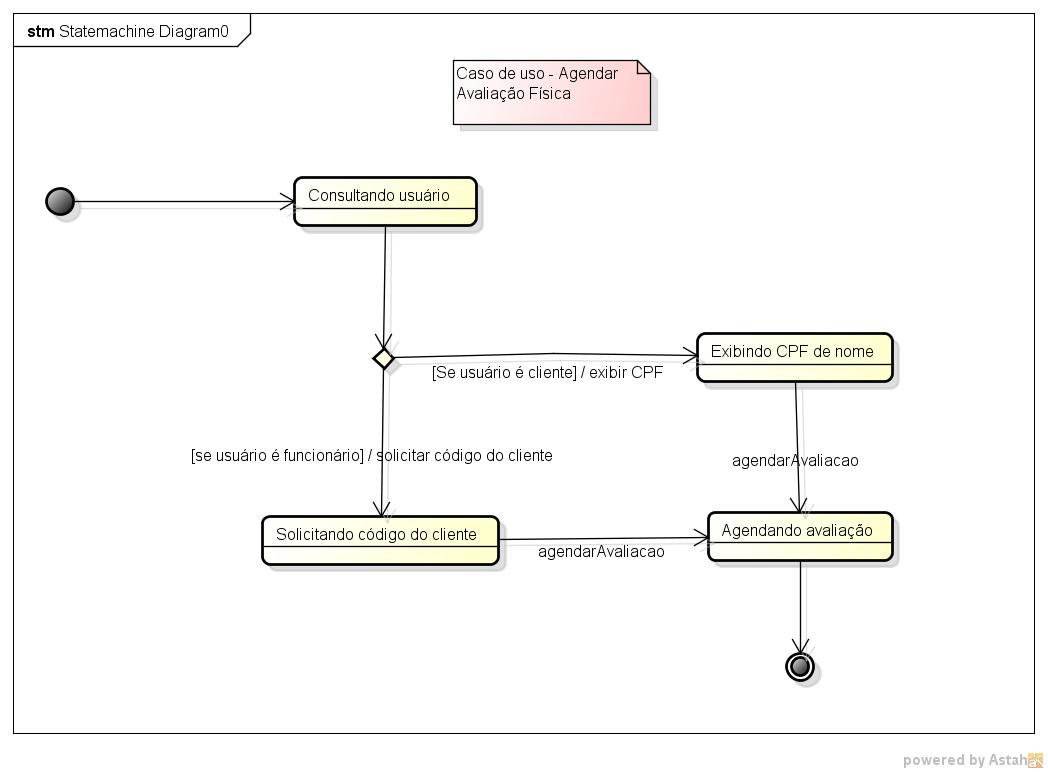 stm Statemachine Diagram0
Caso de uso - Agendar
Avaliação Física
Consultando usuário
Exibindo CPF de nome
[Se usuário é cliente] / exibir CPF
[se usuário é funcionário] / solicitar código do cliente
agendarAvaliacao
Solicitando código do cliente
Agendando avaliação
agendarAvaliacao
powered by Astah